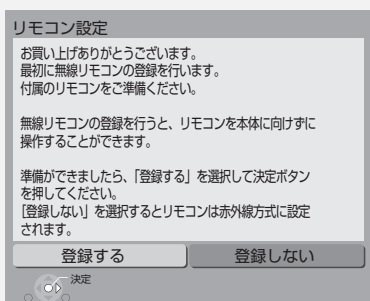 リモコン設定
お買い上げありがとうございます。
最初に無線リモコンの登録を行います。
付属のリモコンをご準備ください。
無線リモコンの登録を行うと、リモコンを本体に向けずに
操作することができます。
準備ができましたら、「登録する」を選択して決定ボタン
を押してください。
「登録しない」を選択するとリモコンは赤外線方式に設定
されます。
登録する
登録しない
決定